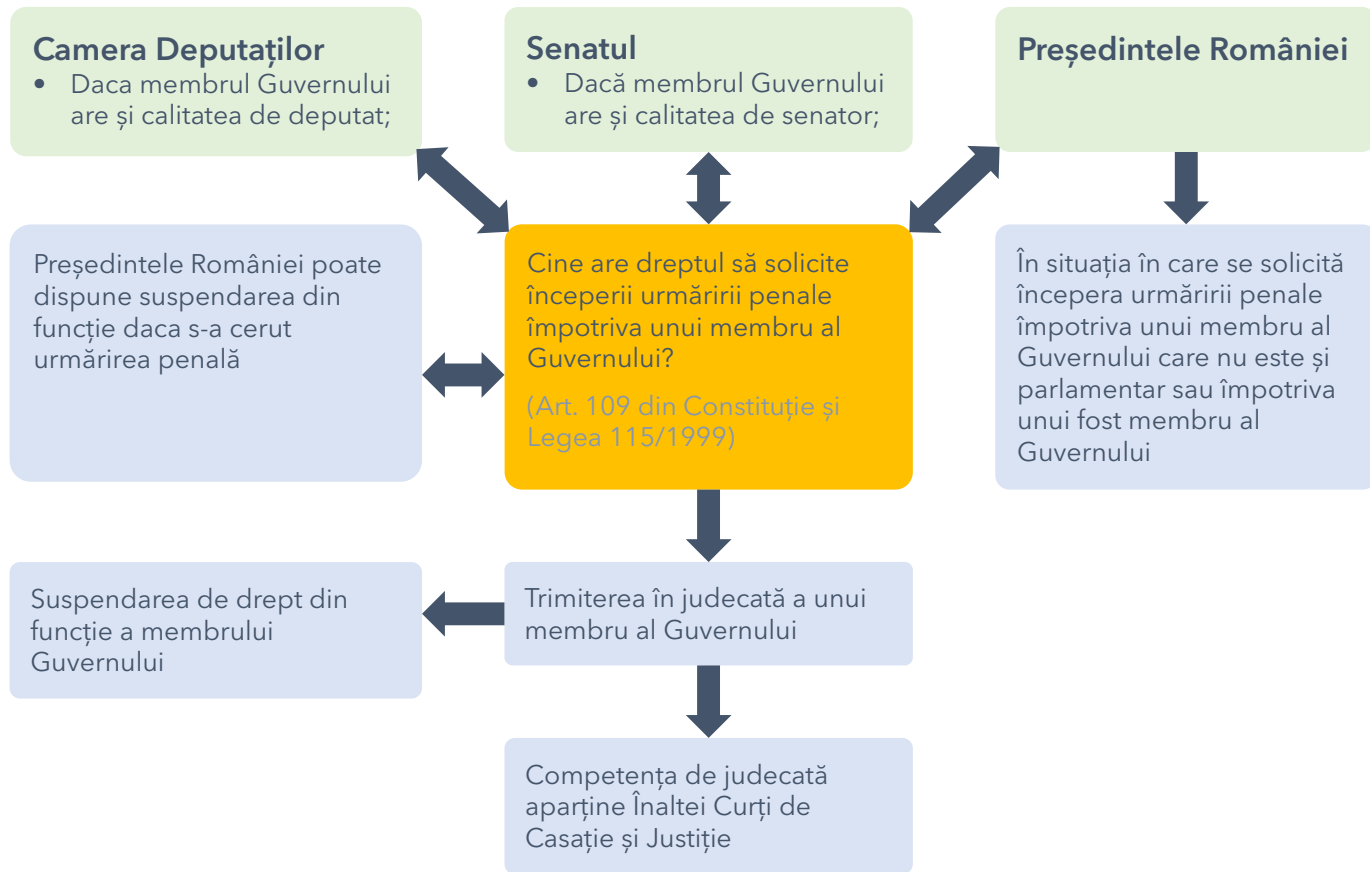 Camera Deputaților
• Daca membrul Guvernului
are și calitatea de deputat;
Senatul
• Dacă membrul Guvernului
are și calitatea de senator;
Președintele României
Președintele României poate
dispune suspendarea din
funcție daca s-a cerut
urmărirea penală
Cine are dreptul să solicite
începerii urmăririi penale
împotriva unui membru al
Guvernului?
(Art. 109 din Constituție și
Legea 115/1999)
În situația în care se solicită
începera urmăririi penale
împotriva unui membru al
Guvernului care nu este și
parlamentar sau împotriva
unui fost membru al
Guvernului
Suspendarea de drept din
funcție a membrului
Guvernului
Trimiterea în judecată a unui
membru al Guvernului
Competența de judecată
aparține Înaltei Curți de
Casație și Justiție